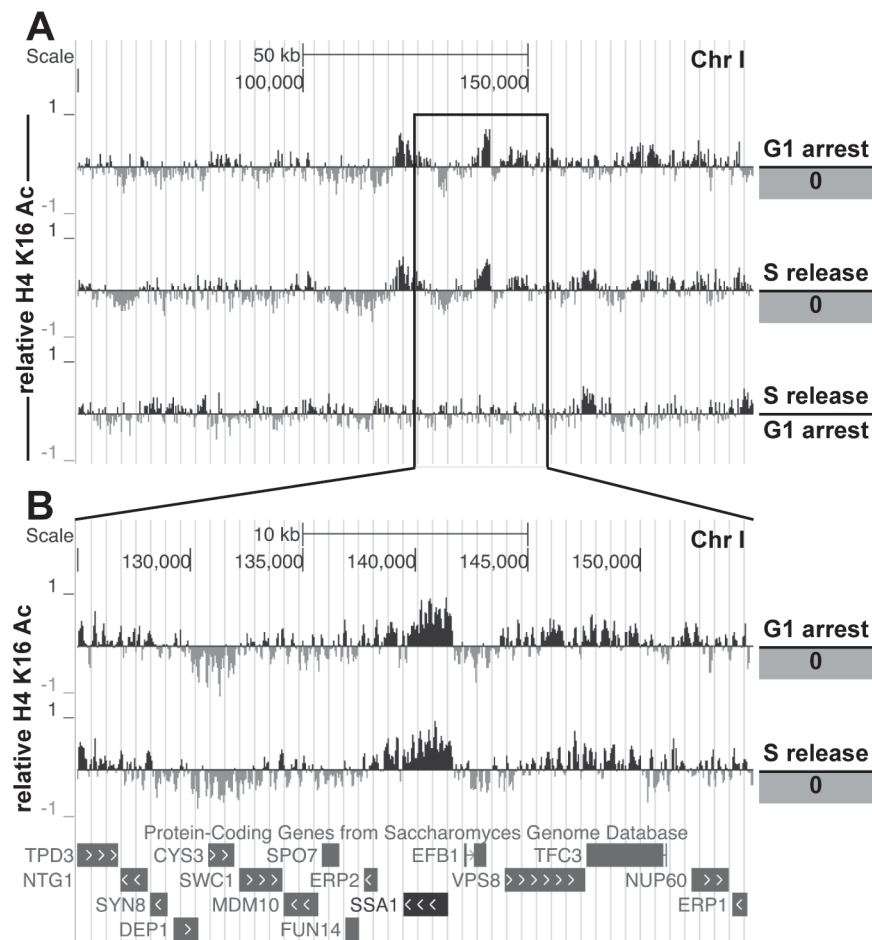 A
Scale
50 kb
Chr I
100,000
150,000
relative H4 K16 Ac
1
-1
G1 arrest
0
1
-1
S release
0
1
-1
S release
G1 arrest
B
Scale
10 kb
Chr I
130,000
135,000
140,000
145,000
150,000
relative H4 K16 Ac
1
-1
G1 arrest
0
1
-1
S release
0
Protein-Coding Genes from Saccharomyces Genome Database
TPD3 CYS3 SPO7 EFB1 TFC3
NTG1 SWC1 ERP2 VPS8 NUP60
SYN8 MDM10 SSA1 ERP1
DEP1 FUN14